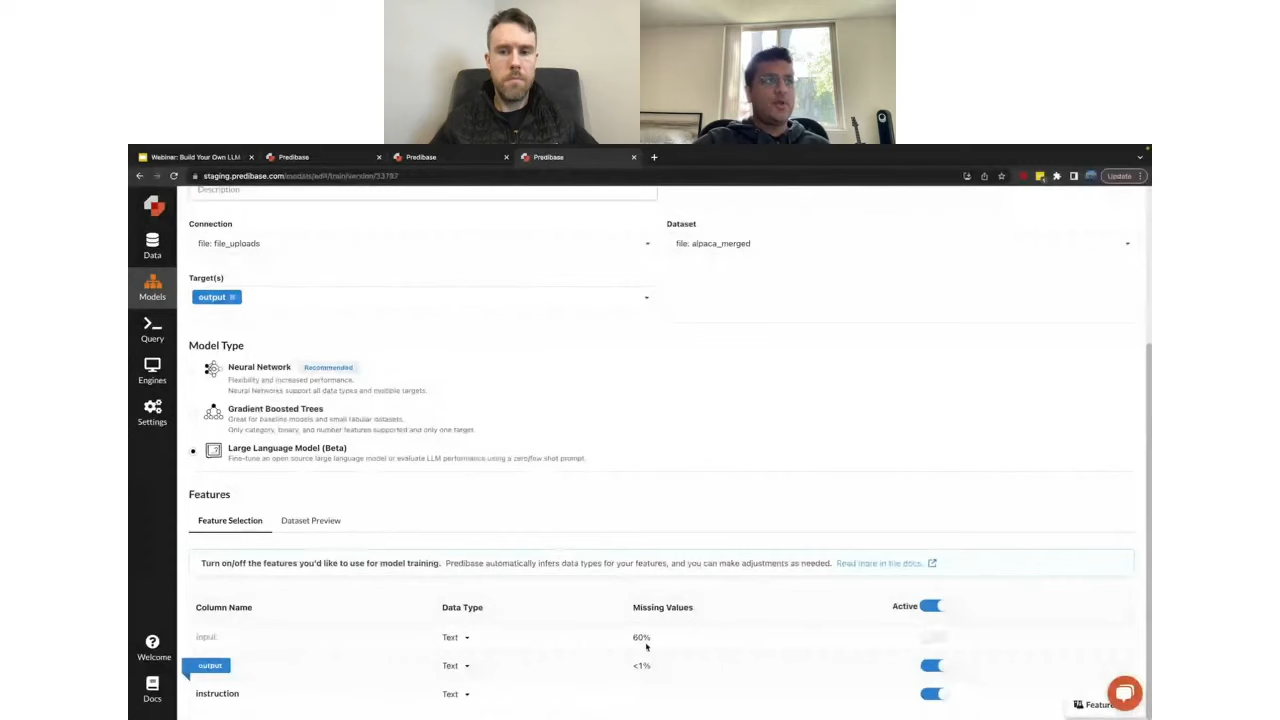 Webinar: Build Your Own LLM
Predibase
Predibase
Predibase
staging.predibase.com/models/edit/train/version/33787
Update
Description
Data
Models
Query
Engines
Settings
Welcome
Docs
Connection
Dataset
file: file_uploads
file: alpaca_merged
Target(s)
output
Model Type
Neural Network Recommended
Flexibility and increased performance.
Neural Networks support all data types and multiple targets.
Gradient Boosted Trees
Great for baseline models and small tabular datasets.
Only category, binary, and number features supported and only one target.
Large Language Model (Beta)
Fine-tune an open source large language model or evaluate LLM performance using a zero/few shot prompt.
Features
Feature Selection Dataset Preview
Turn on/off the features you'd like to use for model training. Predibase automatically infers data types for your features, and you can make adjustments as needed. Read more in the docs.
Column Name Data Type Missing Values Active
input Text 60%
output Text <1%
instruction Text
Feature